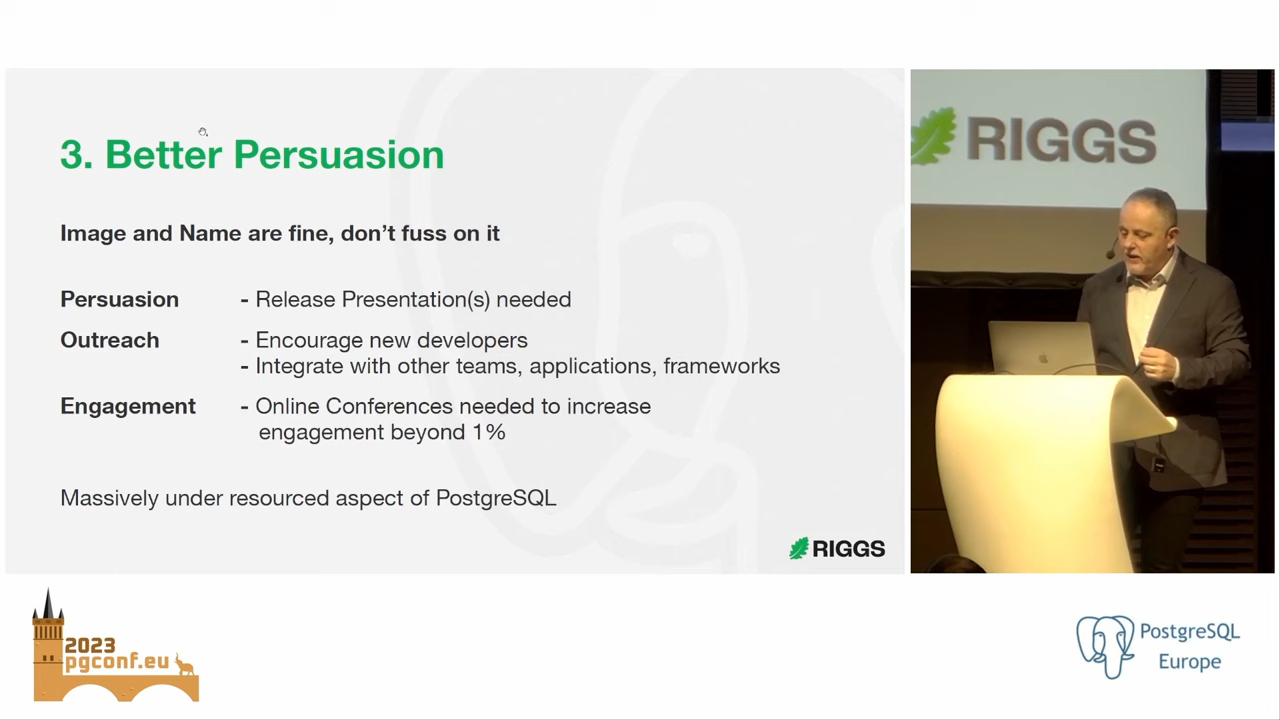 3. Better Persuasion
Image and Name are fine, don’t fuss on it
Persuasion - Release Presentation(s) needed
Outreach - Encourage new developers
- Integrate with other teams, applications, frameworks
Engagement - Online Conferences needed to increase
engagement beyond 1%
Massively under resourced aspect of PostgreSQL
RIGGS
RIGGS
2023
pgconf.eu
PostgreSQL
Europe